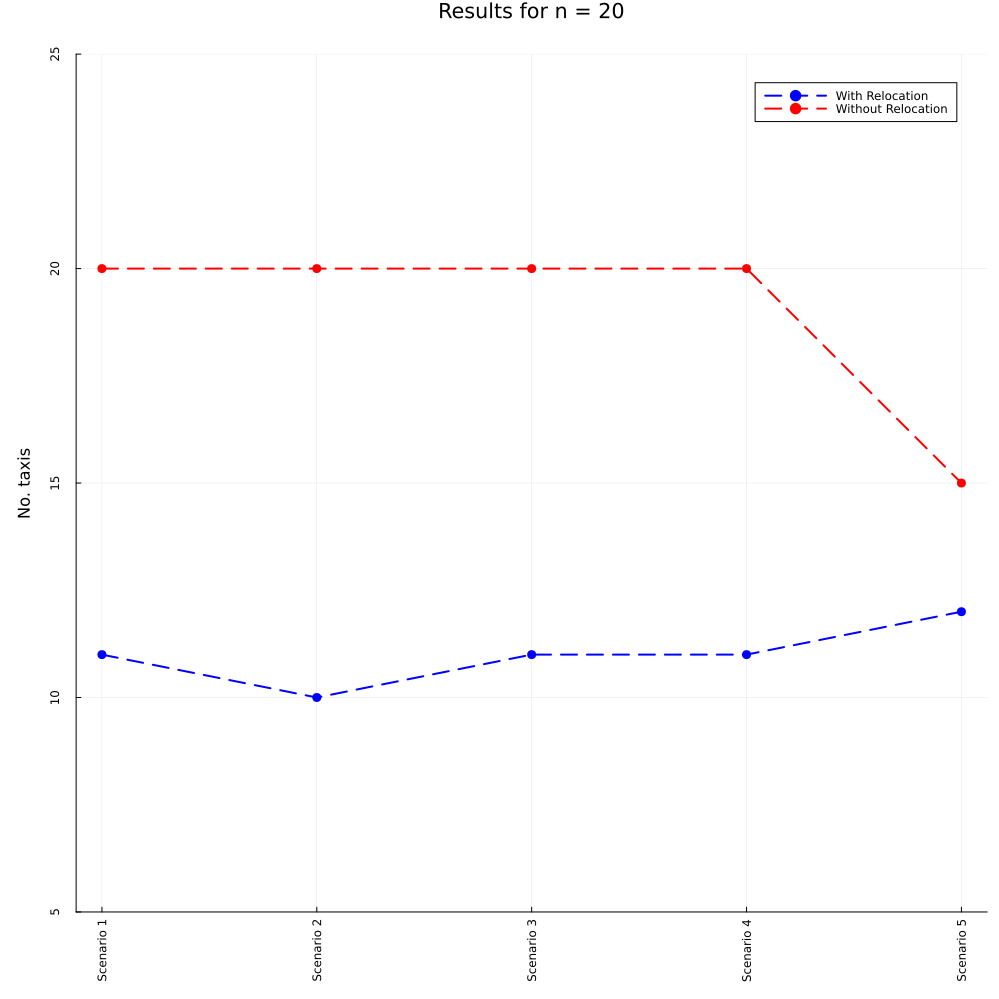 Results for n = 20
With Relocation
Without Relocation
No. taxis
25
20
15
10
5
Scenario 1
Scenario 2
Scenario 3
Scenario 4
Scenario 5